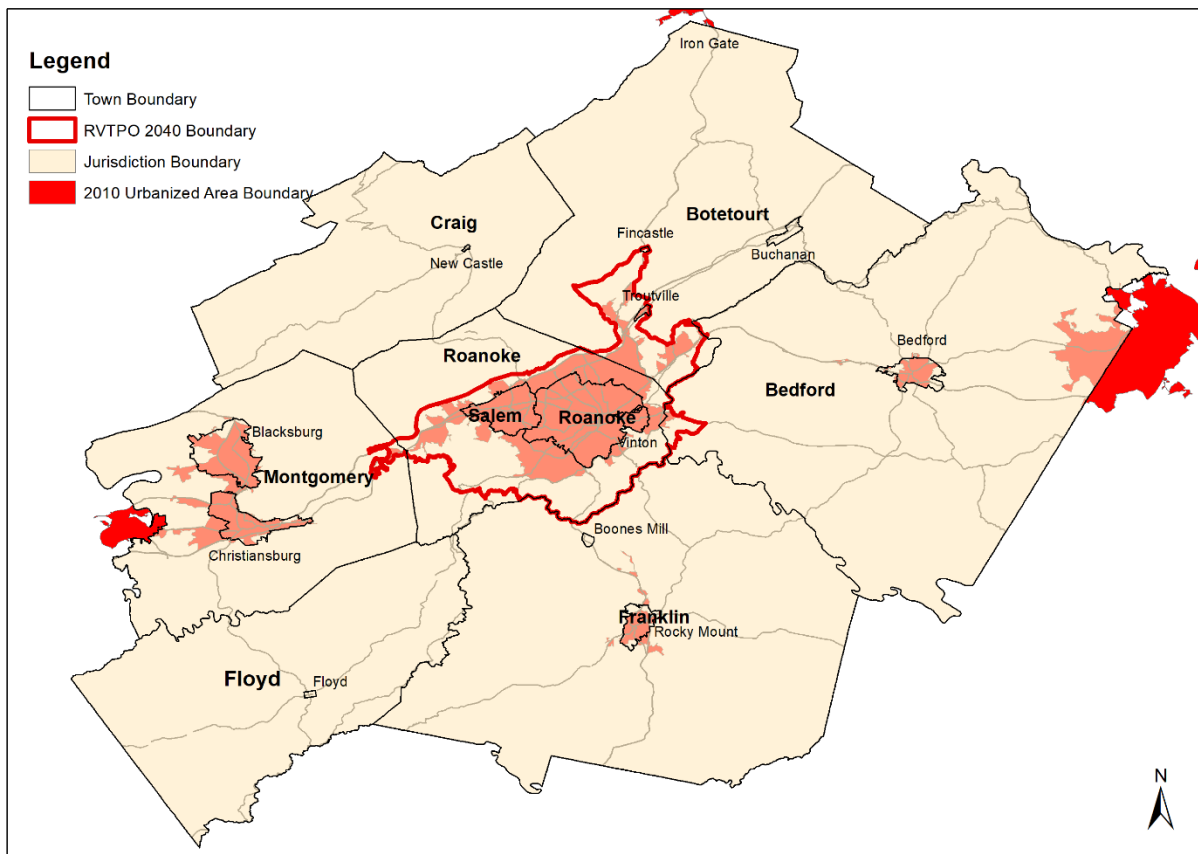 Legend
Town Boundary
RVTPO 2040 Boundary
Jurisdiction Boundary
2010 Urbanized Area Boundary
Iron Gate
Craig
Botetourt
Fincastle
New Castle
Buchanan
Troutville
Roanoke
Bedford
Bedford
Salem
Roanoke
Vinton
Blacksburg
Montgomery
Boones Mill
Christiansburg
Franklin
Rocky Mount
Floyd
Floyd
N